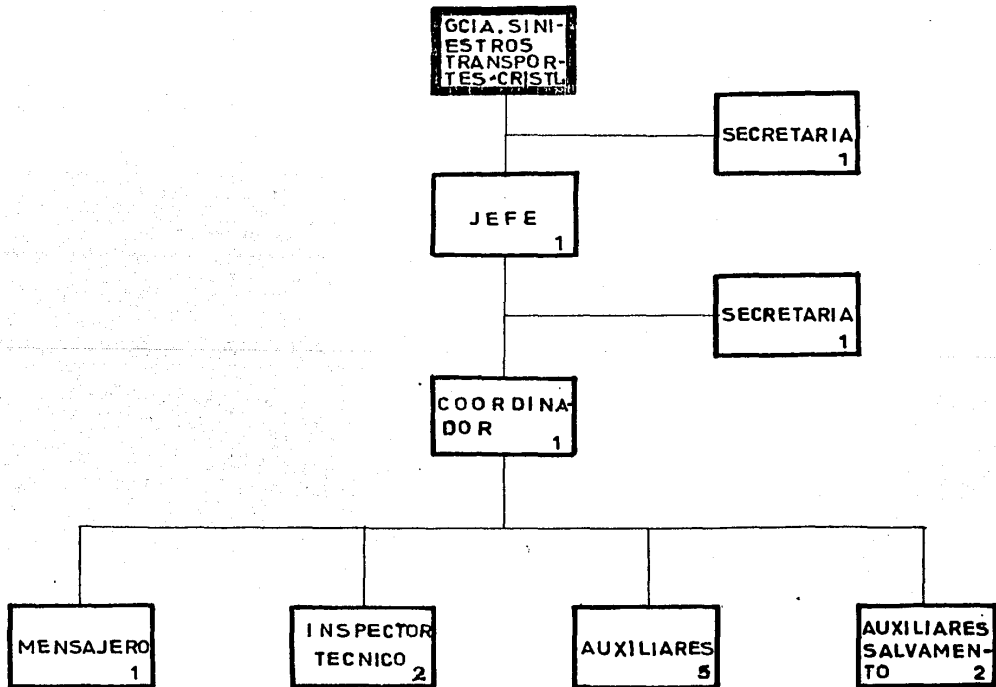 GCIA. SINI-
ESTROS
TRANSPOR-
TES-CRISTL
SECRETARIA
1
JEFE
1
SECRETARIA
1
COORDINA-
DOR 1
MENSAJERO
1
INSPECTOR
TECNICO 2
AUXILIARES
5
AUXILIARES
SALVAMEN-
TO 2